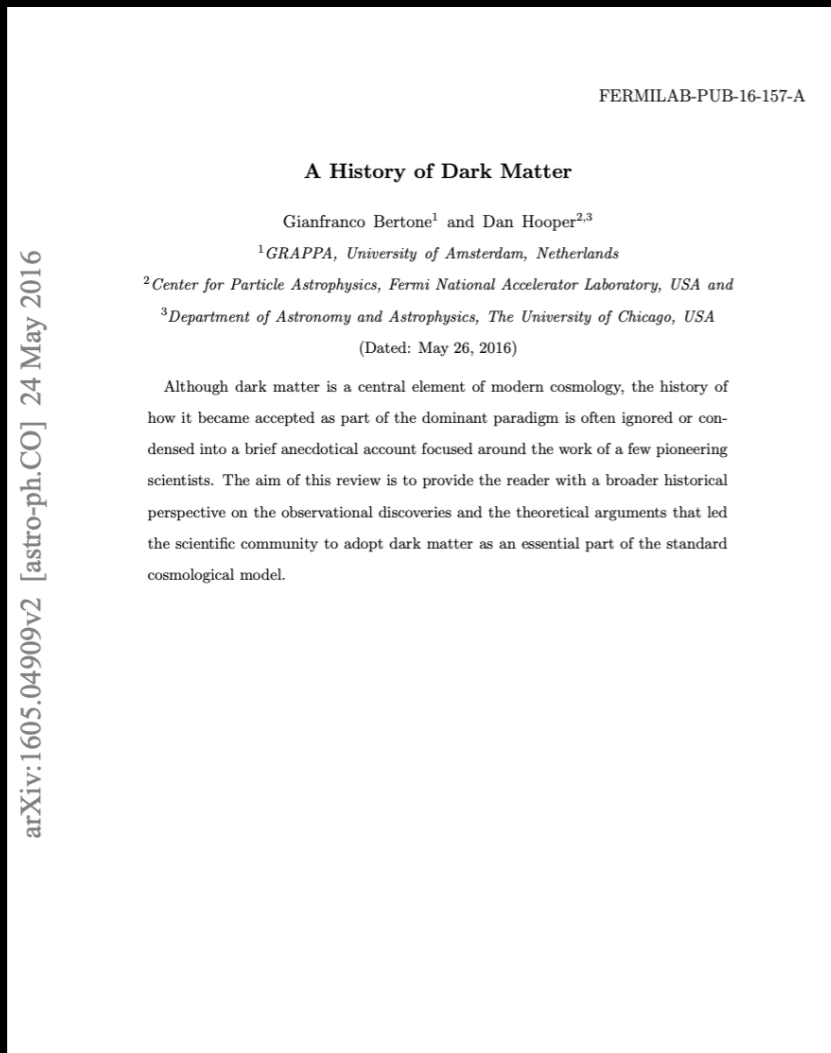 FERMILAB-PUB-16-157-A
A History of Dark Matter
Gianfranco Bertone¹ and Dan Hooper²,³
¹GRAPPA, University of Amsterdam, Netherlands
²Center for Particle Astrophysics, Fermi National Accelerator Laboratory, USA and
³Department of Astronomy and Astrophysics, The University of Chicago, USA
(Dated: May 26, 2016)
Although dark matter is a central element of modern cosmology, the history of
how it became accepted as part of the dominant paradigm is often ignored or con-
densed into a brief anecdotical account focused around the work of a few pioneering
scientists. The aim of this review is to provide the reader with a broader historical
perspective on the observational discoveries and the theoretical arguments that led
the scientific community to adopt dark matter as an essential part of the standard
cosmological model.
arXiv:1605.04909v2 [astro-ph.CO] 24 May 2016